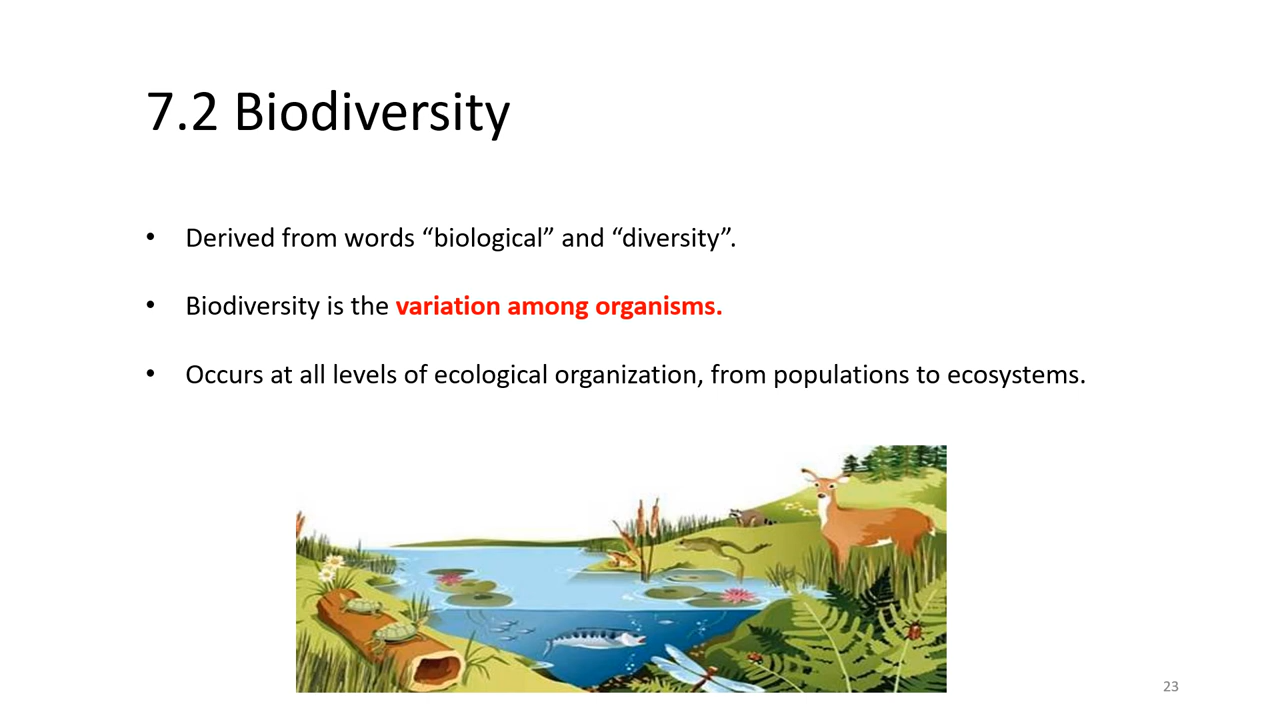 7.2 Biodiversity
• Derived from words “biological” and “diversity”.
• Biodiversity is the variation among organisms.
• Occurs at all levels of ecological organization, from populations to ecosystems.
23